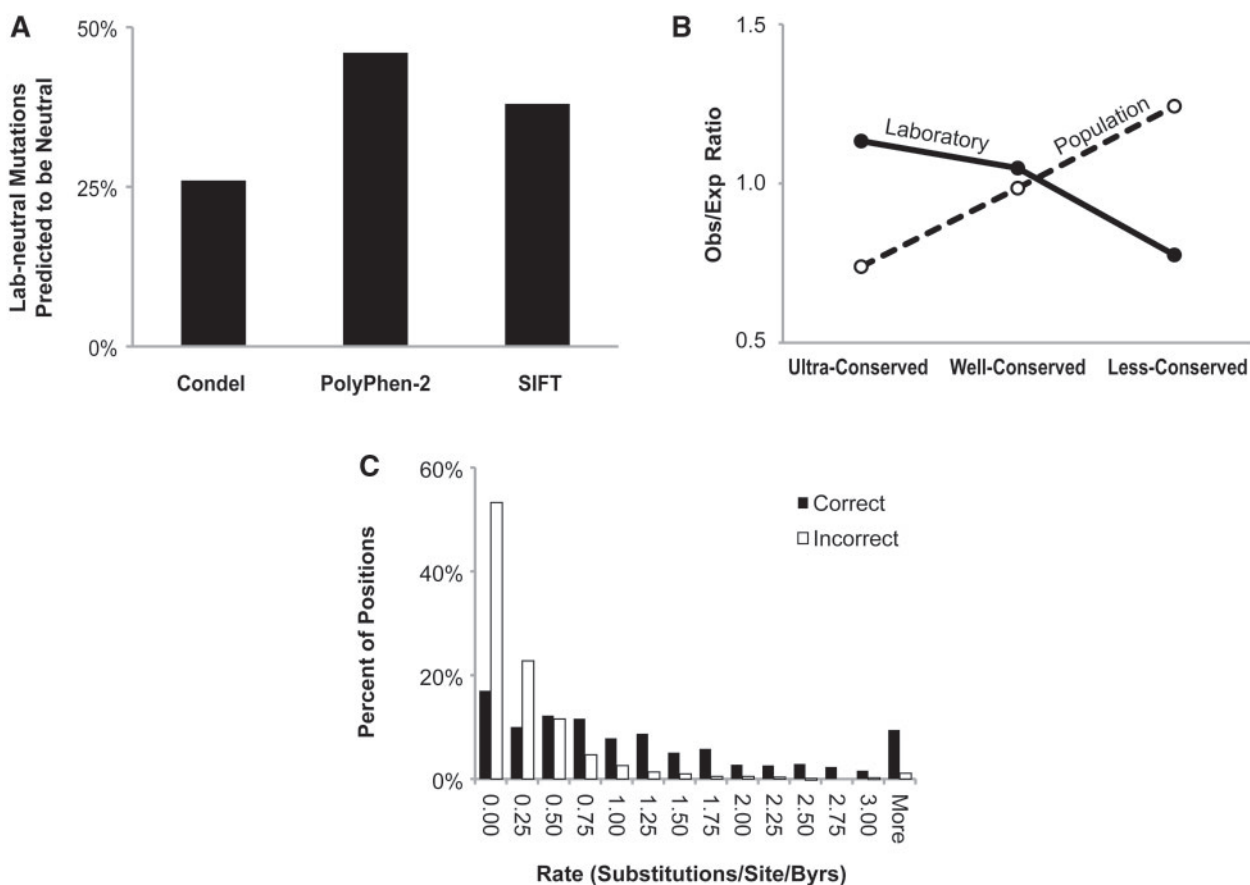 A
50%
25%
0%
Lab-neutral Mutations
Predicted to be Neutral
Condel
PolyPhen-2
SIFT
B
1.5
1.0
0.5
Obs/Exp Ratio
Laboratory
Population
Ultra-Conserved
Well-Conserved
Less-Conserved
C
60%
40%
20%
0%
Percent of Positions
Correct
Incorrect
0.00
0.25
0.50
0.75
1.00
1.25
1.50
1.75
2.00
2.25
2.50
2.75
3.00
More
Rate (Substitutions/Site/Byrs)